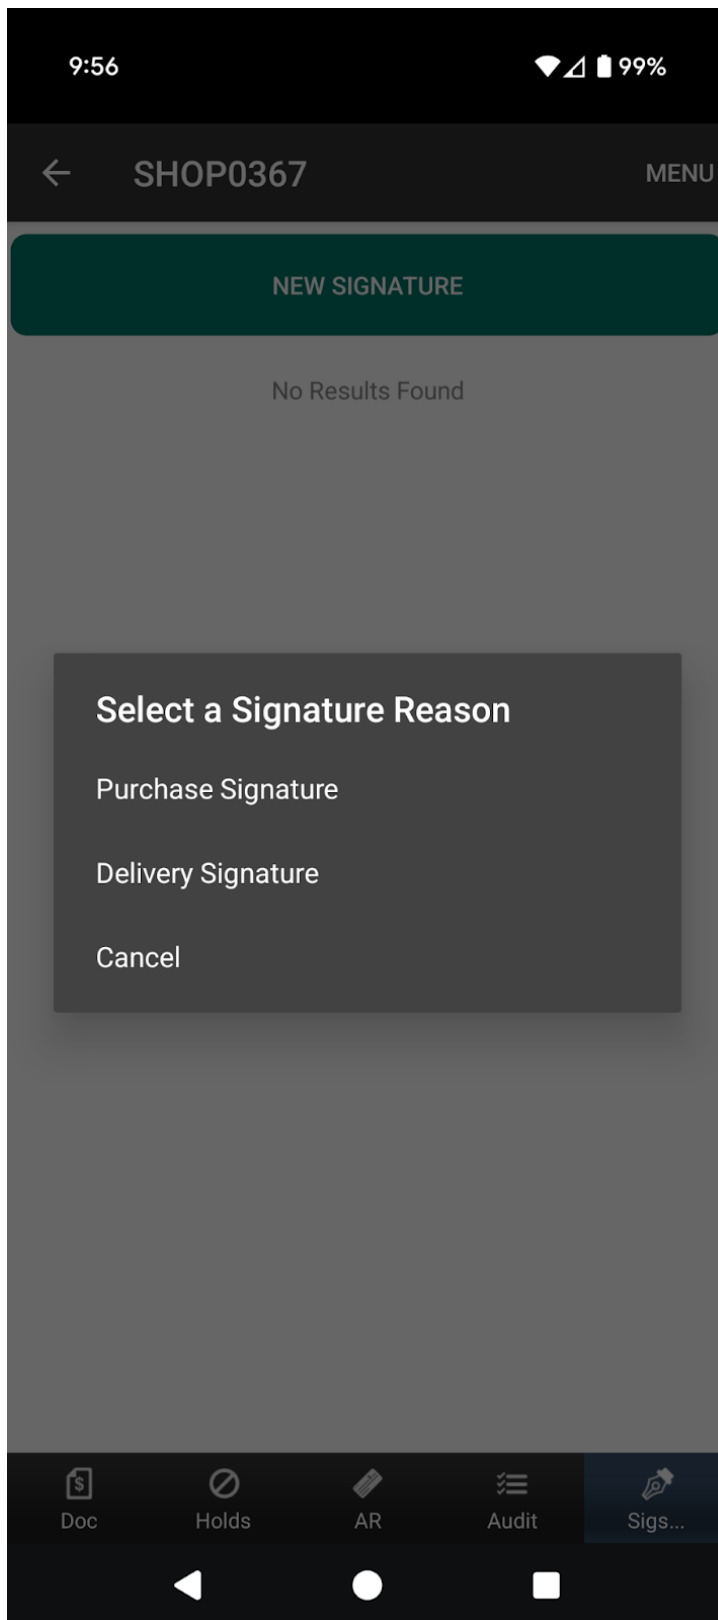 9:56
99%
SHOP0367
MENU
NEW SIGNATURE
No Results Found
Select a Signature Reason
Purchase Signature
Delivery Signature
Cancel
Doc
Holds
AR
Audit
Sigs...